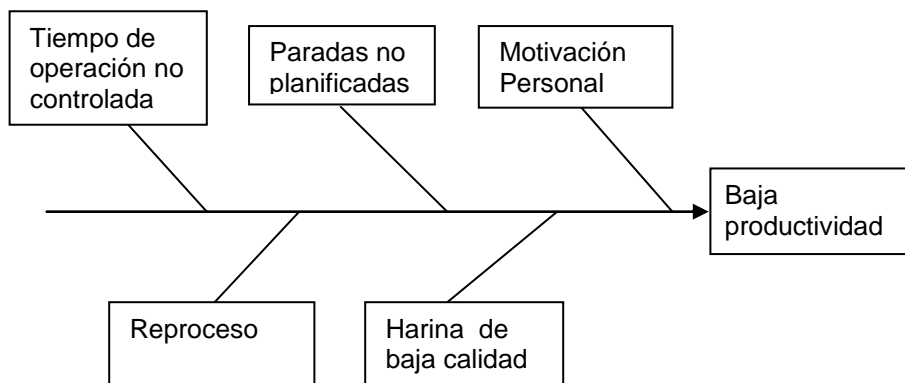 Tiempo de
operación no
controlada
Paradas no
planificadas
Motivación
Personal
Baja
productividad
Reproceso
Harina de
baja calidad